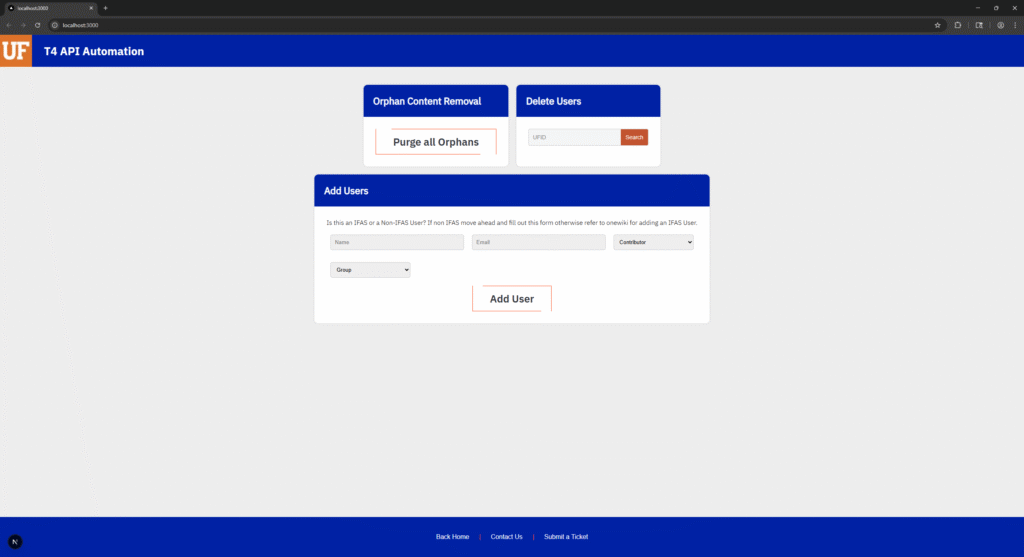 localhost:3000
localhost:3000
UF T4 API Automation
Orphan Content Removal
Purge all Orphans
Delete Users
UFID Search
Add Users
Is this an IFAS or a Non-IFAS User? If non IFAS move ahead and fill out this form otherwise refer to onewiki for adding an IFAS User.
Name Email Contributor
Group
Add User
Back Home | Contact Us | Submit a Ticket
N